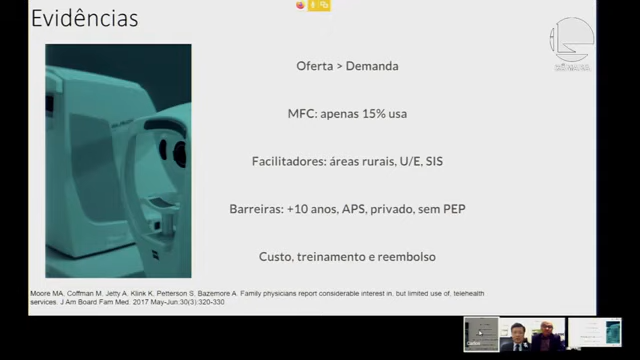 Evidências
Oferta > Demanda
MFC: apenas 15% usa
Facilitadores: áreas rurais, U/E, SIS
Barreiras: +10 anos, APS, privado, sem PEP
Custo, treinamento e reembolso
Moore MA, Coffman M, Jetty A, Klink K, Petterson S, Bazemore A. Family physicians report considerable interest in, but limited use of, telehealth
services. J Am Board Fam Med. 2017 May-Jun:30(3):320-330